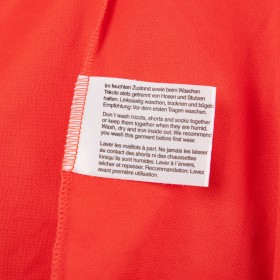 Im feuchten Zustand sowie beim Waschen
Trikots stets getrennt von Hosen und Stutzen
halten. Linksseitig waschen, trocknen und bügeln
Empfehlung: Vor dem ersten Tragen waschen.
Don't wash tricots, shorts and socks together
or keep them together when they are humid.
Wash, dry and iron inside out. We recommend
you wash this garment before first wear.
Laver les maillots à part. Ne jamais les laisser
au contact des shorts ni des chaussettes
lorsqu'ils sont humides. Laver à l'envers,
sécher et repasser. Recommandation: Lavez
avant première utilisation.